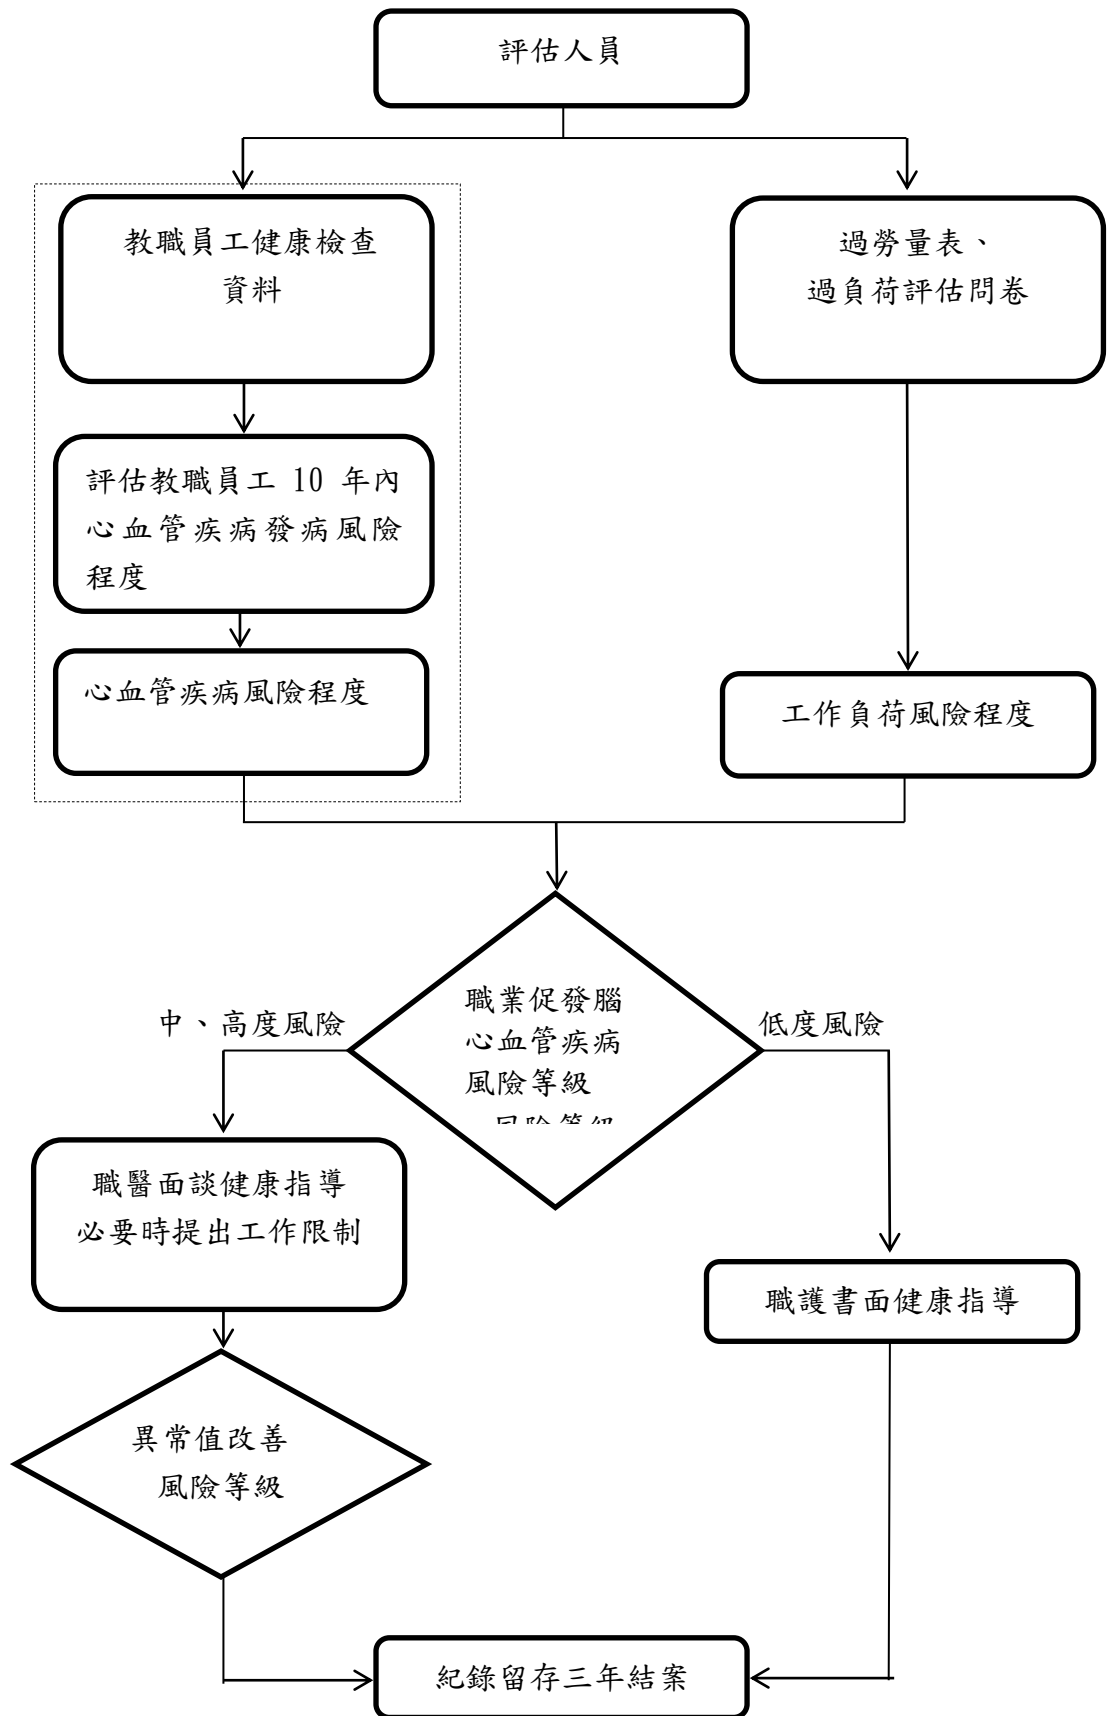 評估人員
教職員工健康檢查
資料
過勞量表、
過負荷評估問卷
評估教職員工 10 年內
心血管疾病發病風險
程度
心血管疾病風險程度
工作負荷風險程度
職業促發腦
心血管疾病
風險等級
風險等級
中、高度風險
低度風險
職醫面談健康指導
必要時提出工作限制
職護書面健康指導
異常值改善
風險等級
紀錄留存三年結案